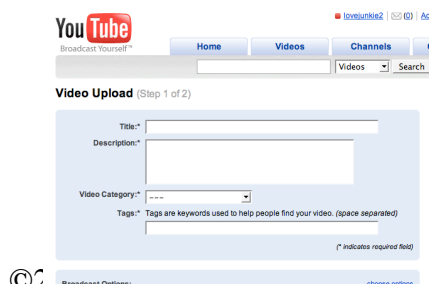 You Tube
Broadcast Yourself™
lovejunkie2 (0)
Home Videos Channels
Videos Search
Video Upload (Step 1 of 2)
Title:*
Description:*
Video Category:* ---
Tags:* Tags are keywords used to help people find your video. (space separated)
(* indicates required field)
Broadcast Options: choose options
©